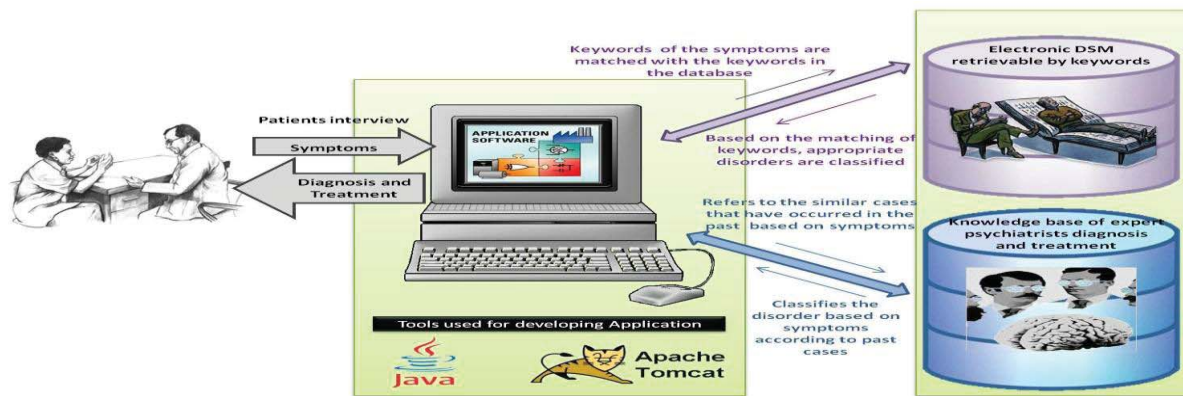 Patients interview
Symptoms
Diagnosis and
Treatment
APPLICATION
SOFTWARE
Tools used for developing Application
Java
Apache
Tomcat
Keywords of the symptoms are
matched with the keywords in
the database
Based on the matching of
keywords, appropriate
disorders are classified
Refers to the similar cases
that have occurred in the
past based on symptoms
Classifies the
disorder based on
symptoms
according to past
cases
Electronic DSM
retrievable by keywords
Knowledge base of expert
psychiatrists diagnosis
and treatment